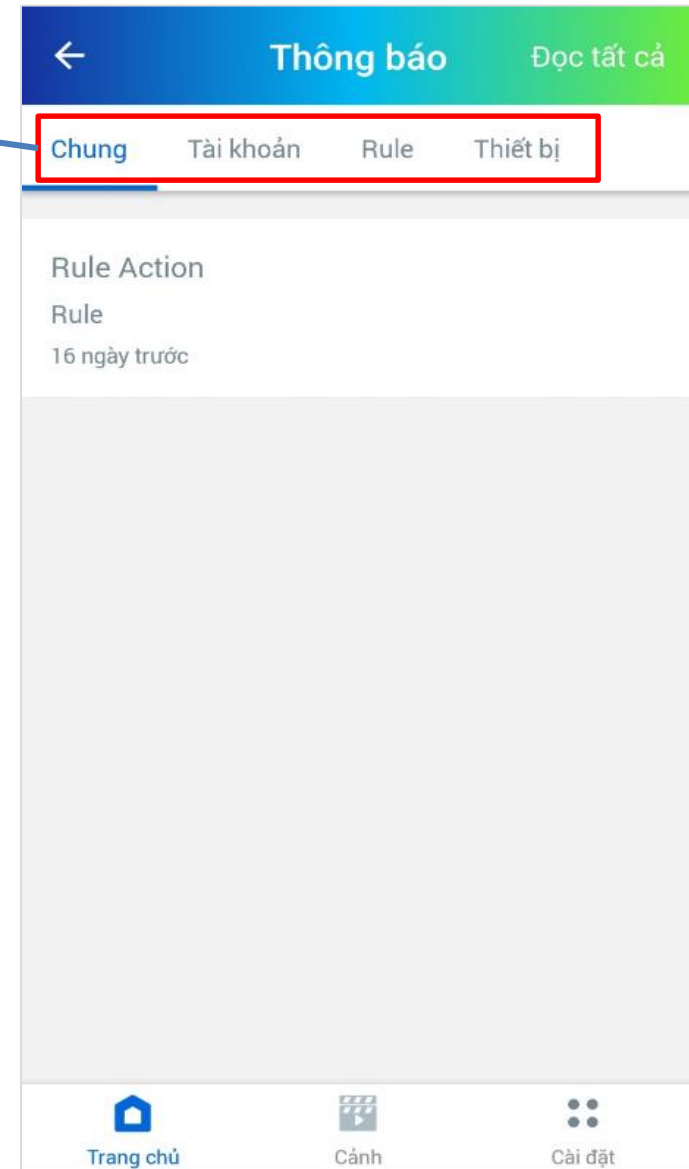 Thông báo Đọc tất cả
Chung Tài khoản Rule Thiết bị
Rule Action
Rule
16 ngày trước
Trang chủ Cảnh Cài đặt